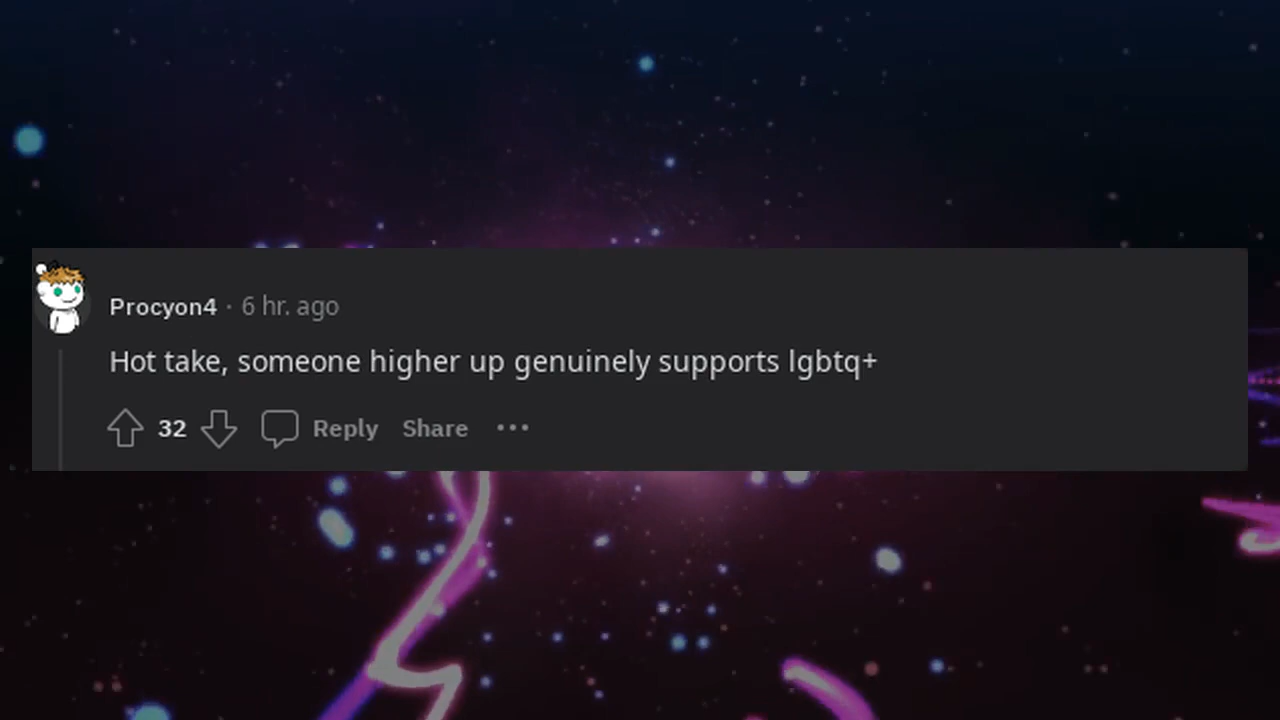 Procyon4 · 6 hr. ago
Hot take, someone higher up genuinely supports lgbtq+
32 Reply Share ···